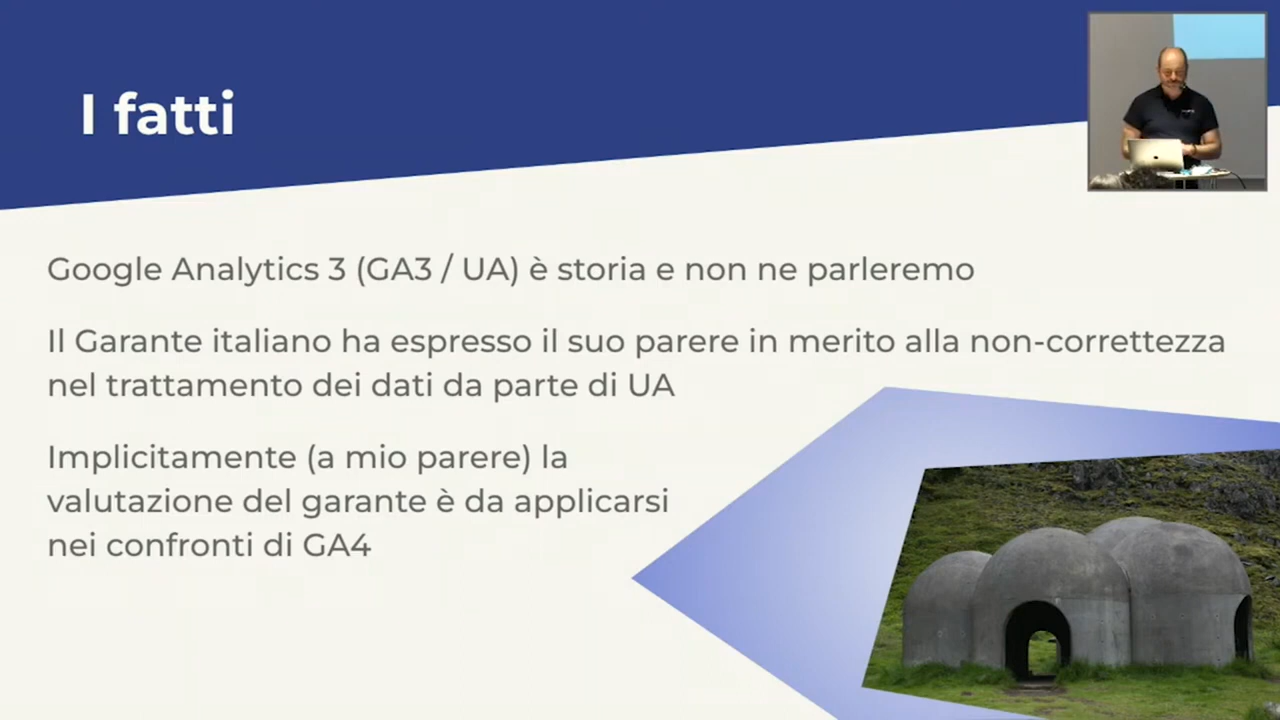 I fatti
Google Analytics 3 (GA3 / UA) è storia e non ne parleremo
Il Garante italiano ha espresso il suo parere in merito alla non-correttezza
nel trattamento dei dati da parte di UA
Implicitamente (a mio parere) la
valutazione del garante è da applicarsi
nei confronti di GA4